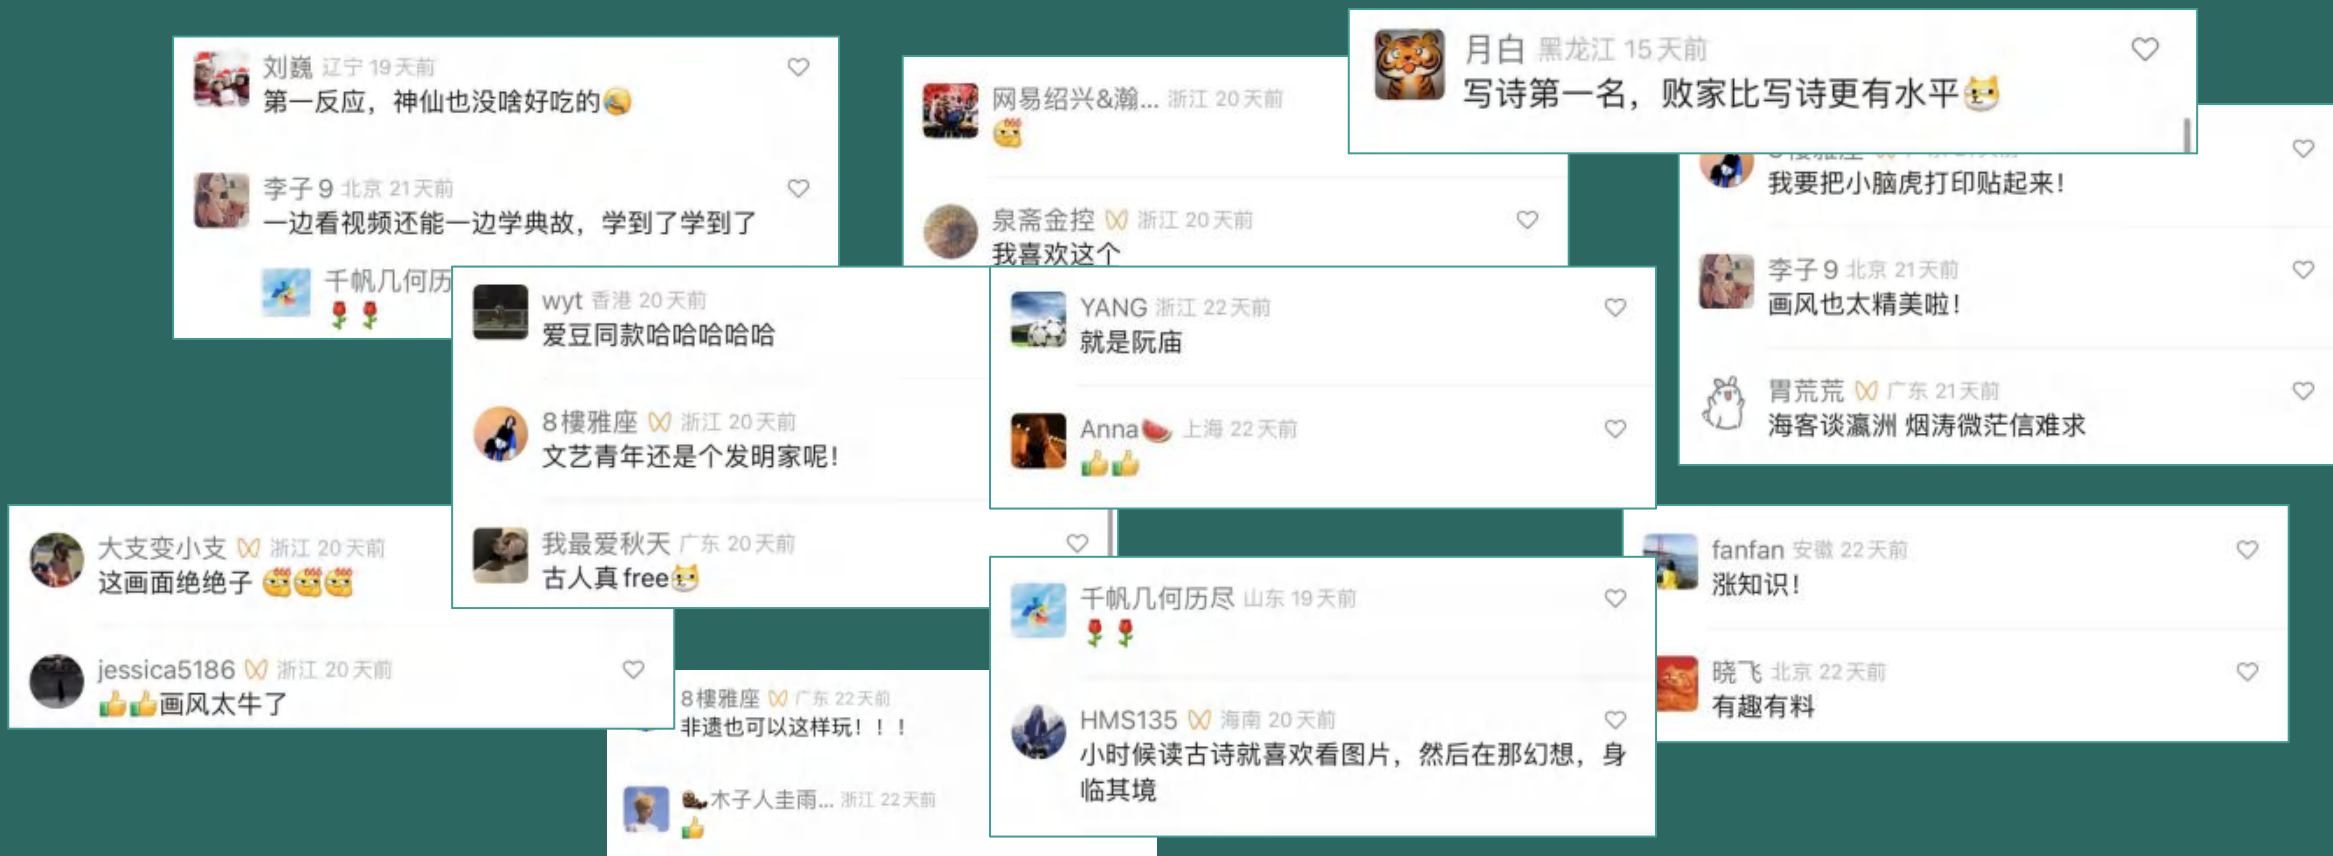 刘巍 辽宁 19天前
第一反应，神仙也没啥好吃的
李子9 北京 21天前
一边看视频还能一边学典故，学到了学到了
千帆几何历
网易绍兴&瀚... 浙江 20天前
泉斋金控 浙江 20天前
我喜欢这个
月白 黑龙江 15天前
写诗第一名，败家比写诗更有水平
我要把小脑虎打印贴起来！
李子9 北京 21天前
画风也太精美啦！
胃荒荒 广东 21天前
海客谈瀛洲 烟涛微茫信难求
wyt 香港 20天前
爱豆同款哈哈哈哈哈
8樓雅座 浙江 20天前
文艺青年还是个发明家呢！
我最爱秋天 广东 20天前
古人真free
YANG 浙江 22天前
就是阮庙
Anna🍉 上海 22天前
👍👍
大支变小支 浙江 20天前
这画面绝绝子
jessica5186 浙江 20天前
👍👍画风太牛了
8樓雅座 广东 22天前
非遗也可以这样玩！！！
木子人圭雨... 浙江 22天前
👍
千帆几何历尽 山东 19天前
🌹🌹
HMS135 海南 20天前
小时候读古诗就喜欢看图片，然后在那幻想，身
临其境
fanfan 安徽 22天前
涨知识！
晓飞 北京 22天前
有趣有料